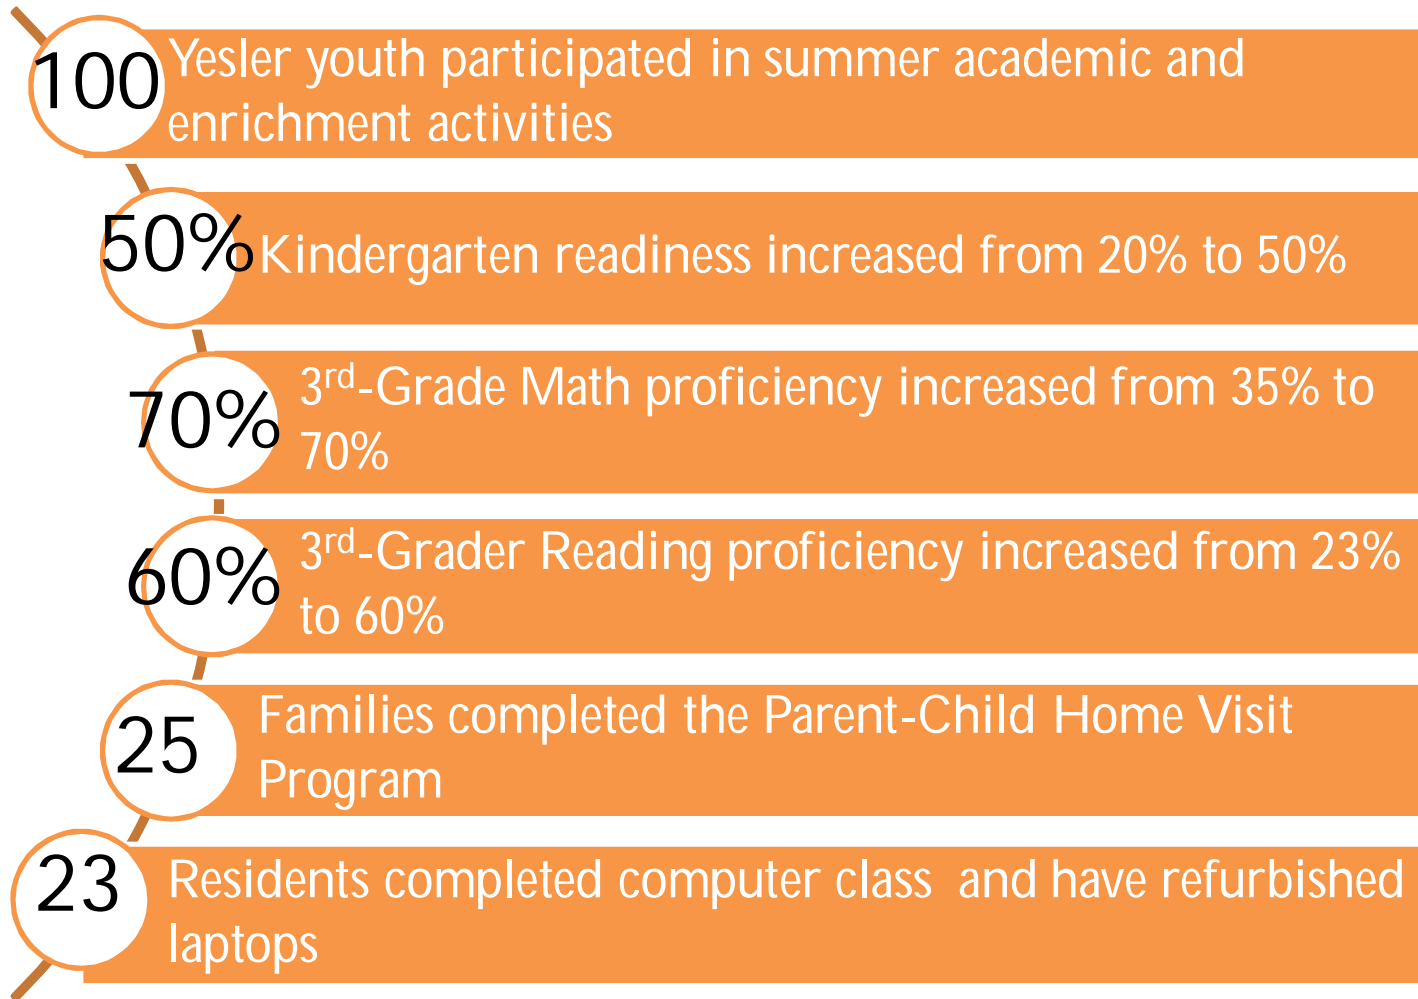 100
Yesler youth participated in summer academic and
enrichment activities
50%
Kindergarten readiness increased from 20% to 50%
70%
3rd-Grade Math proficiency increased from 35% to
70%
60%
3rd-Grader Reading proficiency increased from 23%
to 60%
25
Families completed the Parent-Child Home Visit
Program
23
Residents completed computer class  and have refurbished
laptops